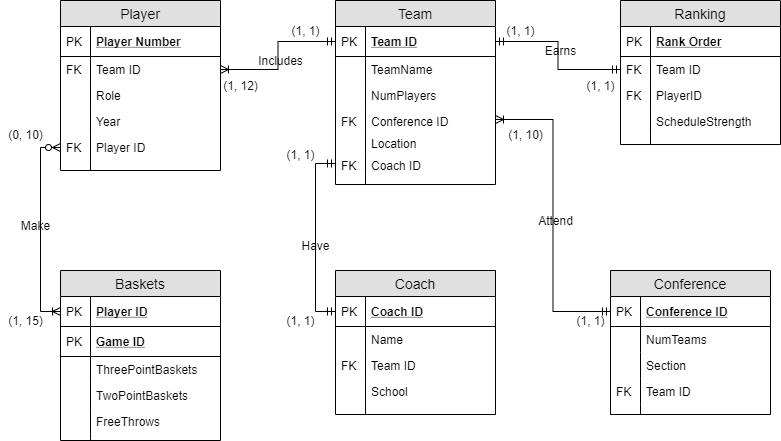 Player
PK Player Number
FK Team ID
Role
Year
FK Player ID
(1, 1)
Includes
(1, 12)
Team
PK Team ID
TeamName
NumPlayers
FK Conference ID
Location
FK Coach ID
(1, 1)
Earns
(1, 1)
Ranking
PK Rank Order
FK Team ID
FK PlayerID
ScheduleStrength
(0, 10)
Make
(1, 15)
(1, 1)
Have
(1, 1)
(1, 10)
Attend
(1, 1)
Baskets
PK Player ID
PK Game ID
ThreePointBaskets
TwoPointBaskets
FreeThrows
Coach
PK Coach ID
Name
FK Team ID
School
Conference
PK Conference ID
NumTeams
Section
FK Team ID